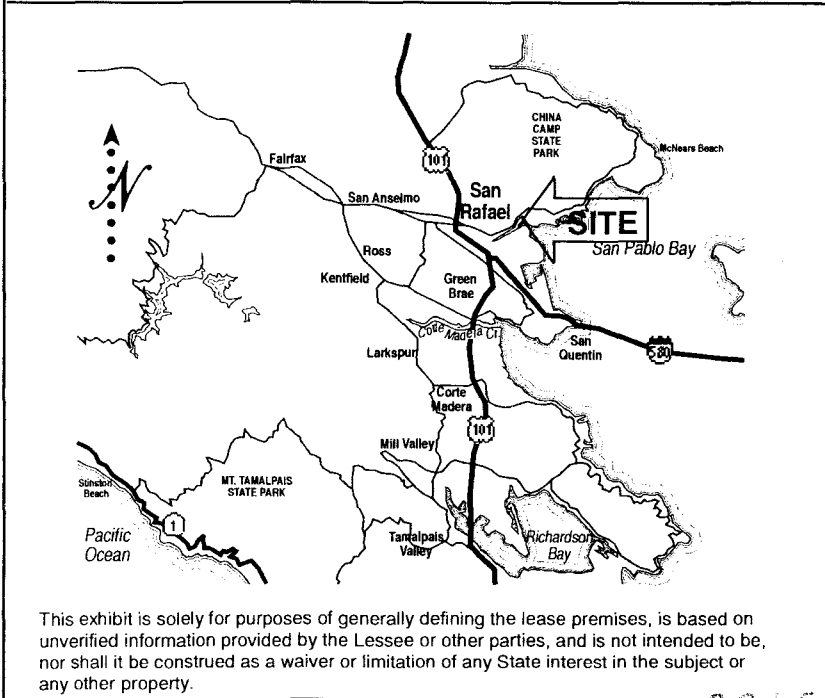 CHINA
CAMP
STATE
PARK
McNears Beach
101
Fairfax
San Anselmo
San
Rafael
SITE
San Pablo Bay
N
Ross
Kentfield
Green
Brae
Corte Madera Cr.
San
Quentin
580
Larkspur
Corte
Madera
101
Mill Valley
Stinston
Beach
MT. TAMALPAIS
STATE PARK
1
Pacific
Ocean
Tamalpais
Valley
Richardson
Bay
This exhibit is solely for purposes of generally defining the lease premises, is based on
unverified information provided by the Lessee or other parties, and is not intended to be,
nor shall it be construed as a waiver or limitation of any State interest in the subject or
any other property.